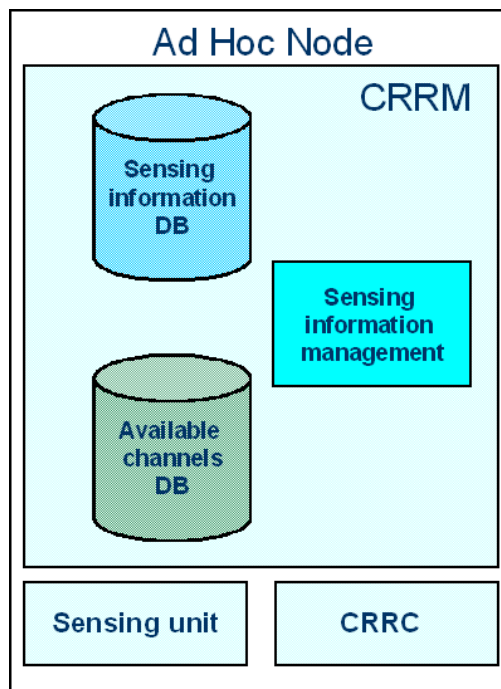 Ad Hoc Node
CRRM
Sensing
information
DB
Sensing
information
management
Available
channels
DB
Sensing unit
CRRC